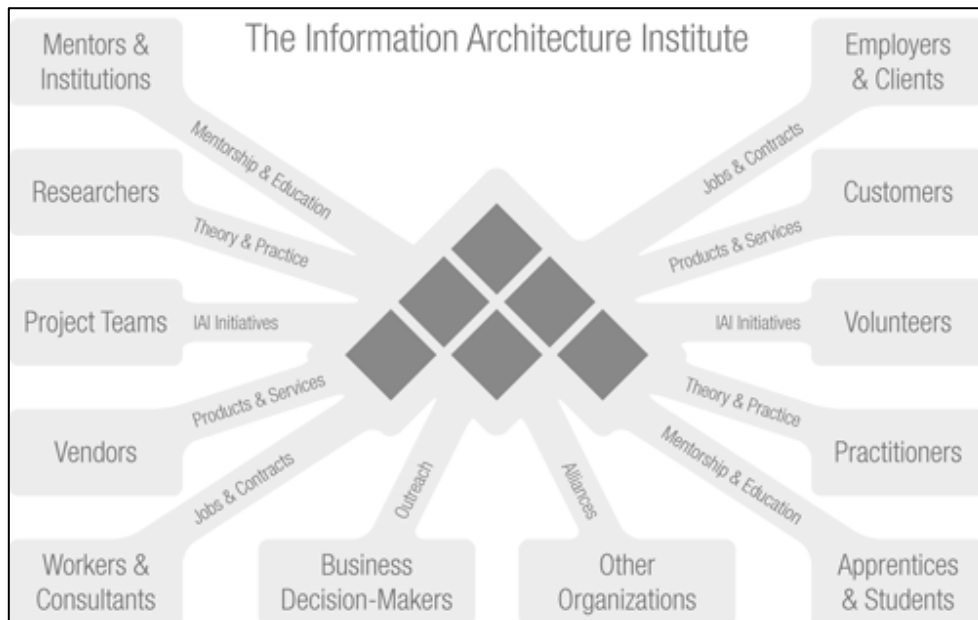 The Information Architecture Institute
Mentors &
Institutions
Mentorship & Education
Researchers
Theory & Practice
Project Teams
IAI Initiatives
Vendors
Products & Services
Workers &
Consultants
Jobs & Contracts
Business
Decision-Makers
Outreach
Other
Organizations
Alliances
Employers
& Clients
Jobs & Contracts
Customers
Products & Services
Volunteers
IAI Initiatives
Practitioners
Theory & Practice
Apprentices
& Students
Mentorship & Education